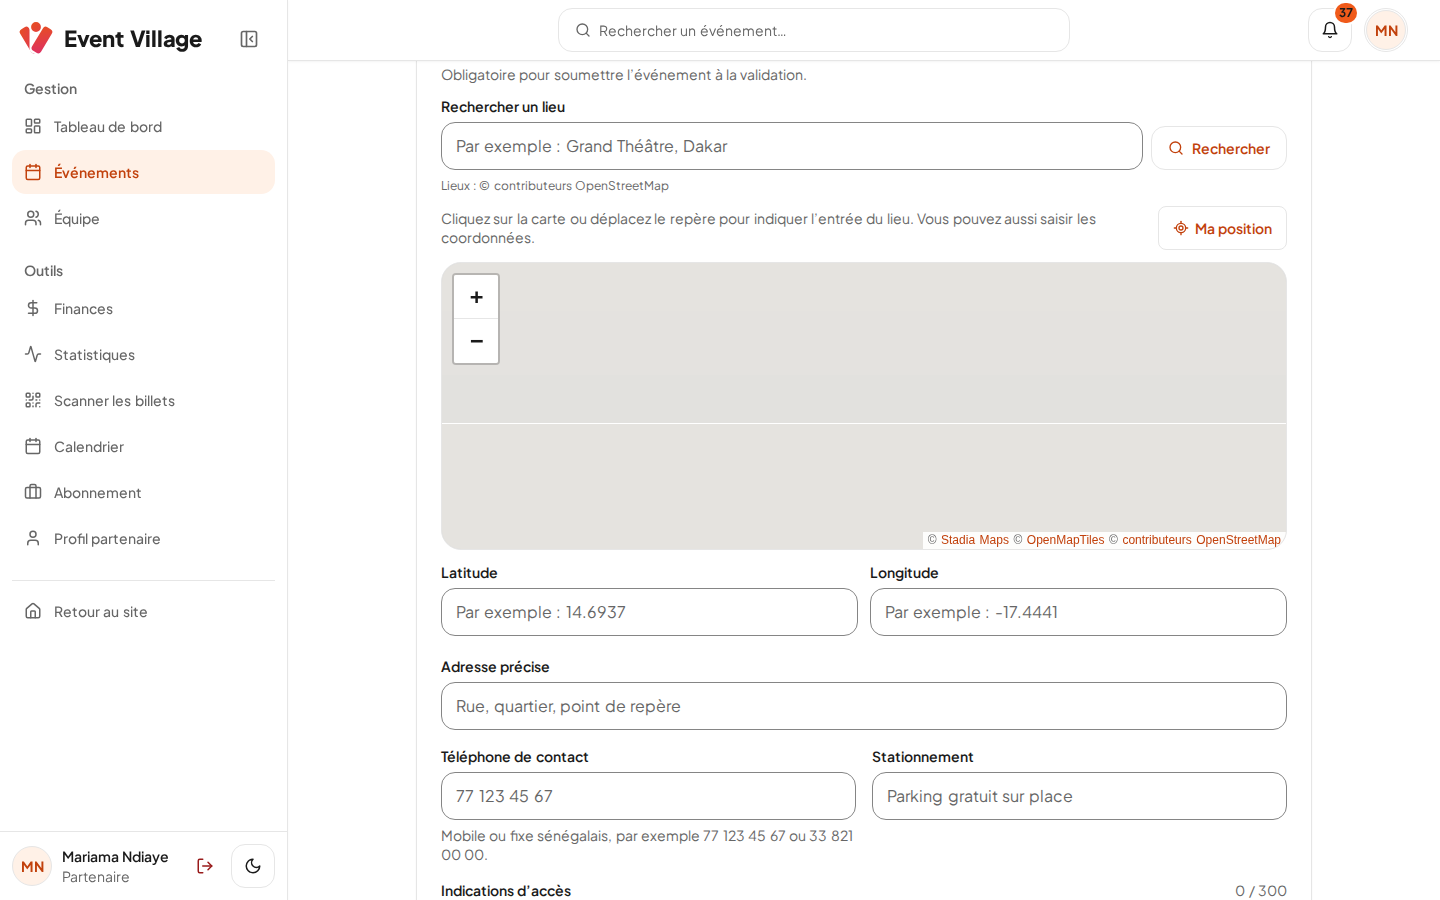 Event Village
Rechercher un événement...
37
MN
Gestion
Tableau de bord
Événements
Équipe
Outils
Finances
Statistiques
Scanner les billets
Calendrier
Abonnement
Profil partenaire
Retour au site
MN
Mariama Ndiaye
Partenaire
Obligatoire pour soumettre l'événement à la validation.
Rechercher un lieu
Par exemple : Grand Théâtre, Dakar
Rechercher
Lieux : © contributeurs OpenStreetMap
Cliquez sur la carte ou déplacez le repère pour indiquer l'entrée du lieu. Vous pouvez aussi saisir les
coordonnées.
Ma position
+
−
© Stadia Maps © OpenMapTiles © contributeurs OpenStreetMap
Latitude
Longitude
Par exemple : 14.6937
Par exemple : -17.4441
Adresse précise
Rue, quartier, point de repère
Téléphone de contact
Stationnement
77 123 45 67
Parking gratuit sur place
Mobile ou fixe sénégalais, par exemple 77 123 45 67 ou 33 821
00 00.
Indications d'accès
0 / 300